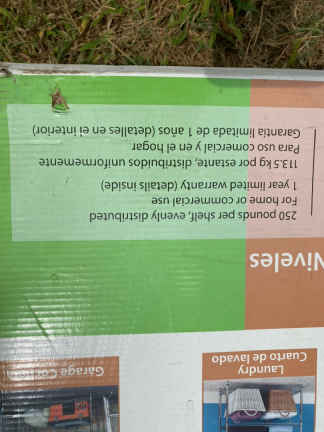 Laundry
Cuarto de lavado
Garage
Niveles
250 pounds per shelf, evenly distributed
For home or commercial use
1 year limited warranty (details inside)
113.5 kg por estante, distribuidos uniformemente
Para uso comercial y en el hogar
Garantía limitada de 1 años (detalles en el interior)